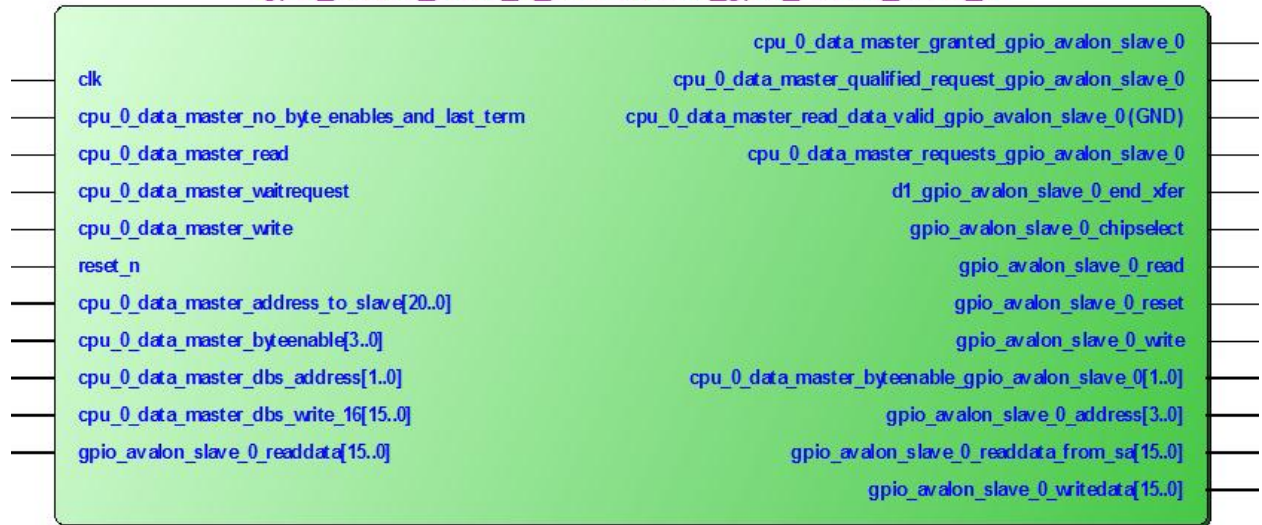 cpu_0_data_master_granted_gpio_avalon_slave_0
clk
cpu_0_data_master_qualified_request_gpio_avalon_slave_0
cpu_0_data_master_no_byte_enables_and_last_term
cpu_0_data_master_read_data_valid_gpio_avalon_slave_0(GND)
cpu_0_data_master_read
cpu_0_data_master_requests_gpio_avalon_slave_0
cpu_0_data_master_waitrequest
d1_gpio_avalon_slave_0_end_xfer
cpu_0_data_master_write
gpio_avalon_slave_0_chipselect
reset_n
gpio_avalon_slave_0_read
cpu_0_data_master_address_to_slave[20..0]
gpio_avalon_slave_0_reset
cpu_0_data_master_byteenable[3..0]
gpio_avalon_slave_0_write
cpu_0_data_master_dbs_address[1..0]
cpu_0_data_master_byteenable_gpio_avalon_slave_0[1..0]
cpu_0_data_master_dbs_write_16[15..0]
gpio_avalon_slave_0_address[3..0]
gpio_avalon_slave_0_readdata[15..0]
gpio_avalon_slave_0_readdata_from_sa[15..0]
gpio_avalon_slave_0_writedata[15..0]